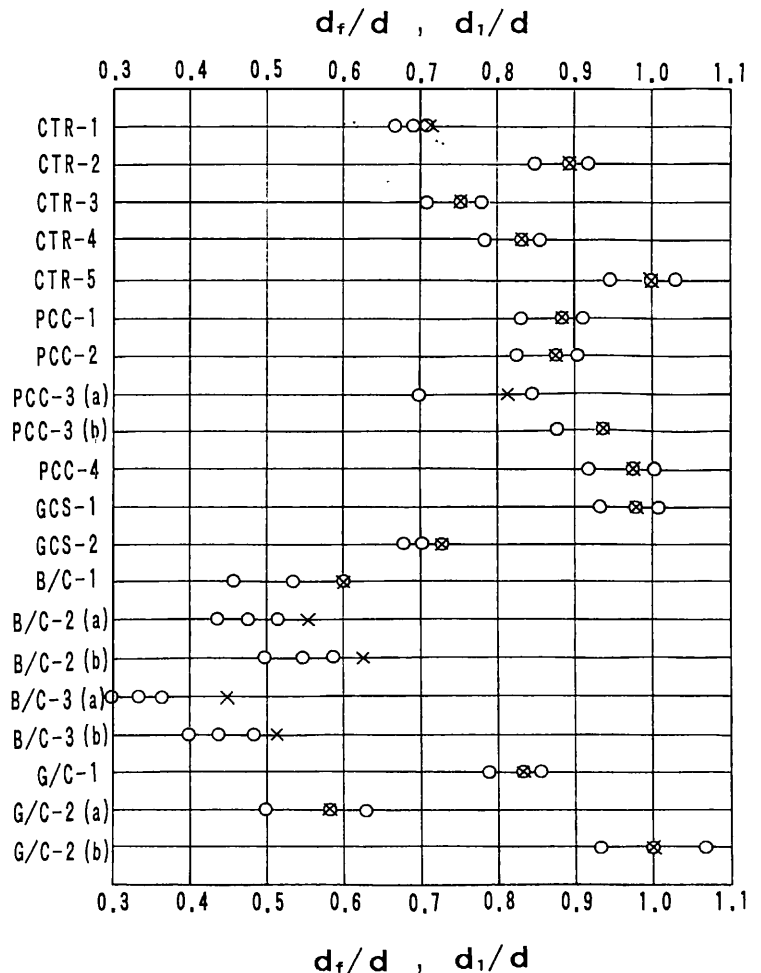 df/d , d1/d
0.3 0.4 0.5 0.6 0.7 0.8 0.9 1.0 1.1
CTR-1
CTR-2
CTR-3
CTR-4
CTR-5
PCC-1
PCC-2
PCC-3 (a)
PCC-3 (b)
PCC-4
GCS-1
GCS-2
B/C-1
B/C-2 (a)
B/C-2 (b)
B/C-3 (a)
B/C-3 (b)
G/C-1
G/C-2 (a)
G/C-2 (b)
0.3 0.4 0.5 0.6 0.7 0.8 0.9 1.0 1.1
df/d , d1/d